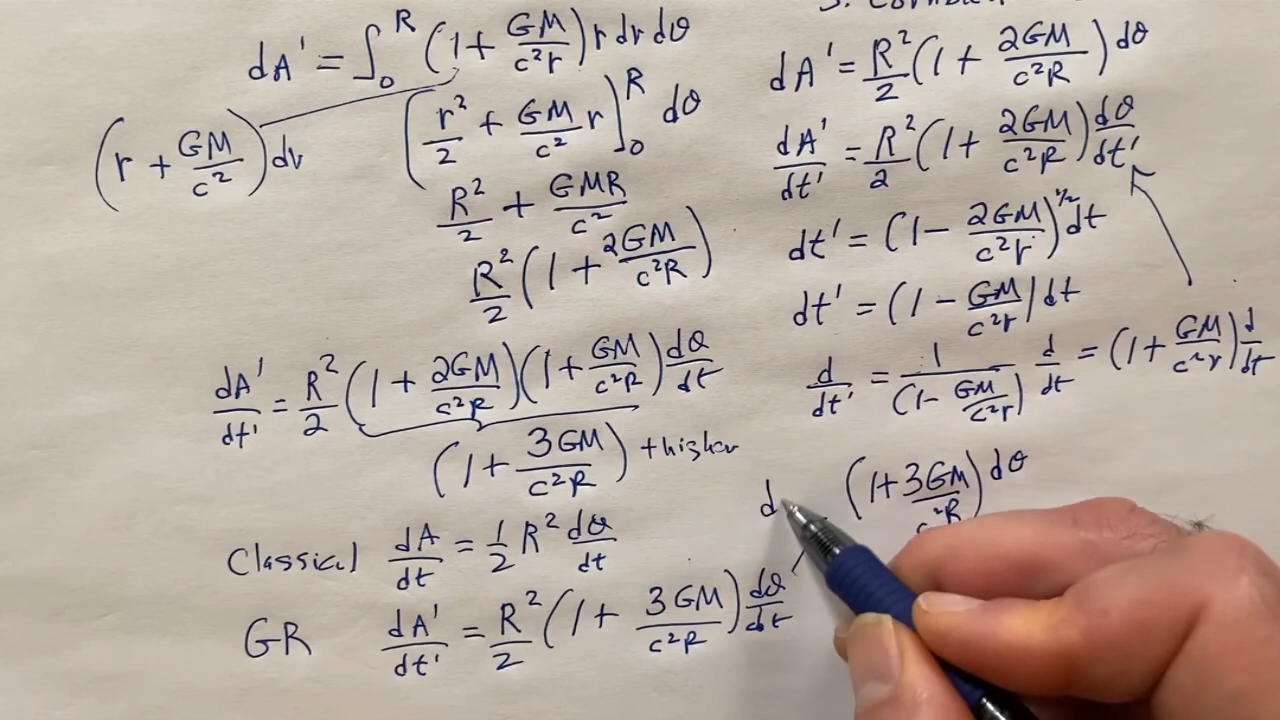 dA' = ∫₀ᴿ (1 + GM/c²r) r dr dθ
(r + GM/c²) dr
(r²/2 + GM/c² r]₀ᴿ dθ
R²/2 + GMR/c²
R²/2 (1 + 2GM/c²R)
dA'/dt' = R²/2 (1 + 2GM/c²R)(1 + GM/c²R) dθ/dt
(1 + 3GM/c²R) + higher
Classical dA/dt = 1/2 R² dθ/dt
GR dA'/dt' = R²/2 (1 + 3GM/c²R) dθ/dt
dA' = R²/2 (1 + 2GM/c²R) dθ
dA'/dt' = R²/2 (1 + 2GM/c²R) dθ/dt'
dt' = (1 - 2GM/c²r)^1/2 dt
dt' = (1 - GM/c²r) dt
d/dt' = 1/(1 - GM/c²r) d/dt = (1 + GM/c²r) d/dt
d (1 + 3GM/c²R) dθ